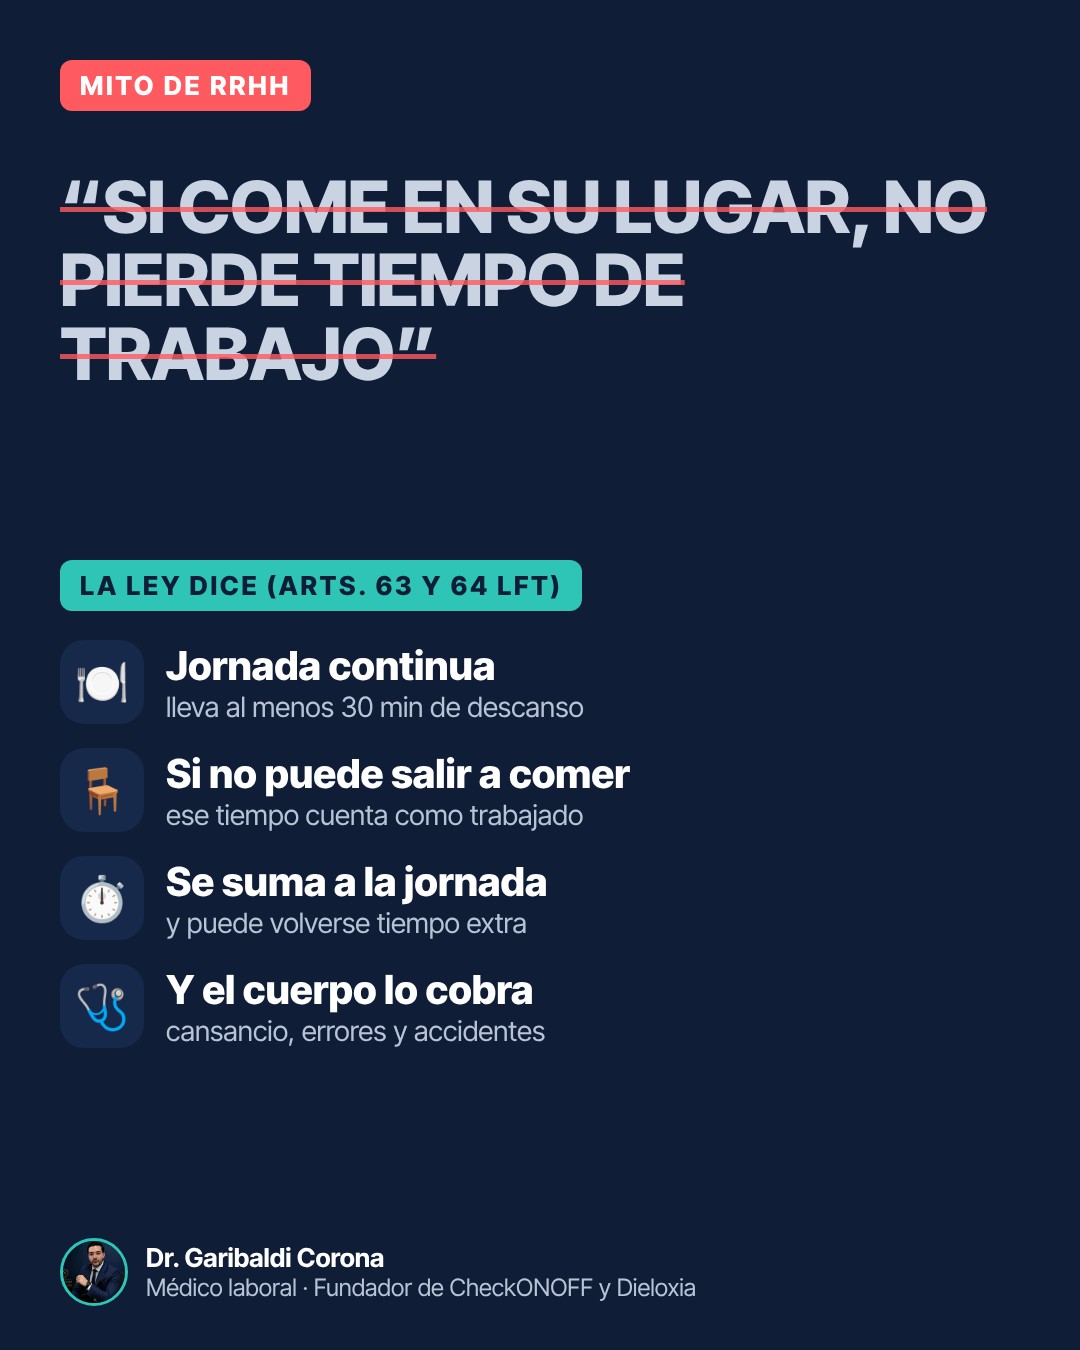 MITO DE RRHH
“SI COME EN SU LUGAR, NO
PIERDE TIEMPO DE
TRABAJO”
LA LEY DICE (ARTS. 63 Y 64 LFT)
Jornada continua
lleva al menos 30 min de descanso
Si no puede salir a comer
ese tiempo cuenta como trabajado
Se suma a la jornada
y puede volverse tiempo extra
Y el cuerpo lo cobra
cansancio, errores y accidentes
Dr. Garibaldi Corona
Médico laboral · Fundador de CheckONOFF y Dieloxia